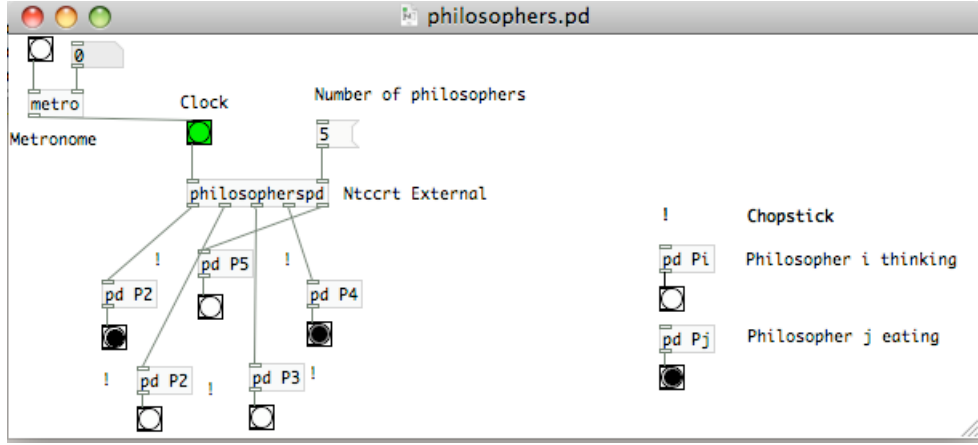 philosophers.pd
0
metro
Clock
Number of philosophers
Metronome
5
philosopherspd
Ntccrt External
! Chopstick
! pd P5 !
pd Pi Philosopher i thinking
pd P2
pd P4
pd Pj Philosopher j eating
! pd P2 ! pd P3 !